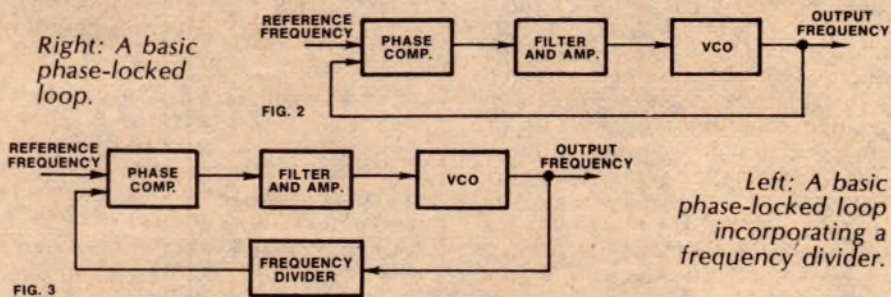 Right: A basic
phase-locked
loop.
REFERENCE
FREQUENCY
PHASE
COMP.
FILTER
AND AMP.
VCO
OUTPUT
FREQUENCY
FIG. 2
REFERENCE
FREQUENCY
PHASE
COMP.
FILTER
AND AMP.
VCO
OUTPUT
FREQUENCY
FREQUENCY
DIVIDER
FIG. 3
Left: A basic
phase-locked loop
incorporating a
frequency divider.